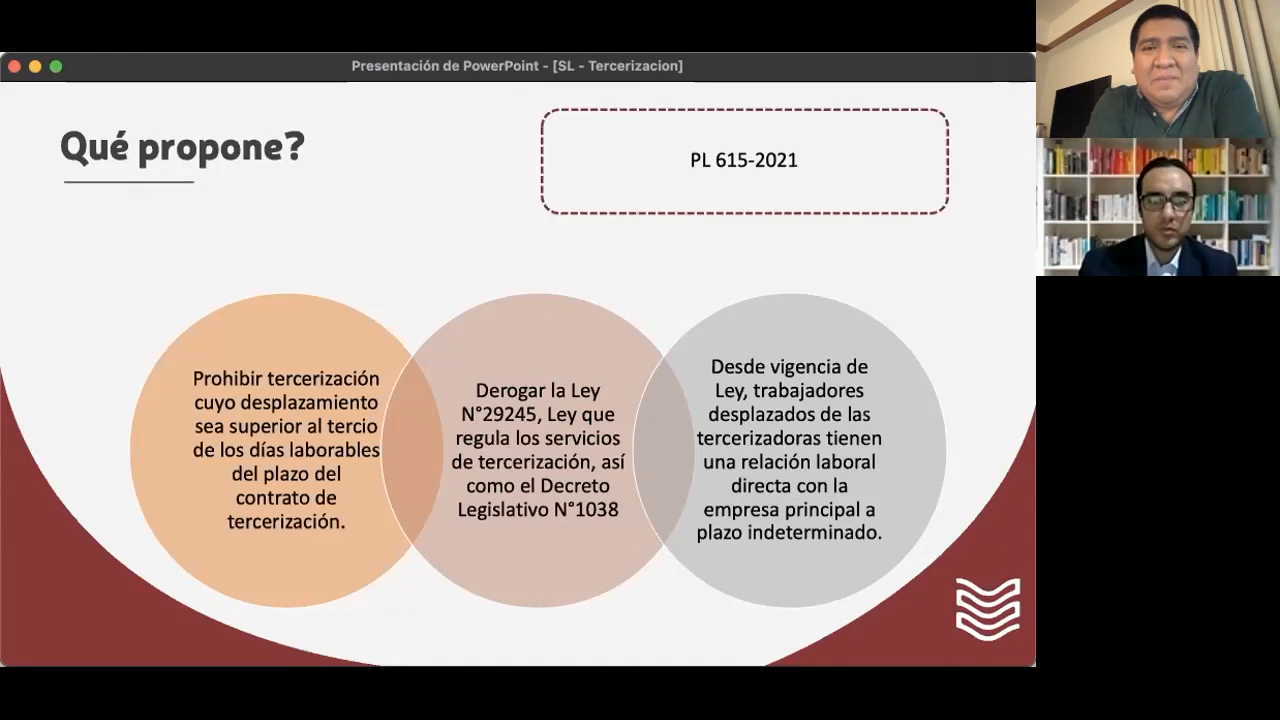 Presentación de PowerPoint - [SL - Tercerizacion]
Qué propone?
PL 615-2021
Prohibir tercerización
cuyo desplazamiento
sea superior al tercio
de los días laborables
del plazo del
contrato de
tercerización.
Derogar la Ley
N°29245, Ley que
regula los servicios
de tercerización, así
como el Decreto
Legislativo N°1038
Desde vigencia de
Ley, trabajadores
desplazados de las
tercerizadoras tienen
una relación laboral
directa con la
empresa principal a
plazo indeterminado.